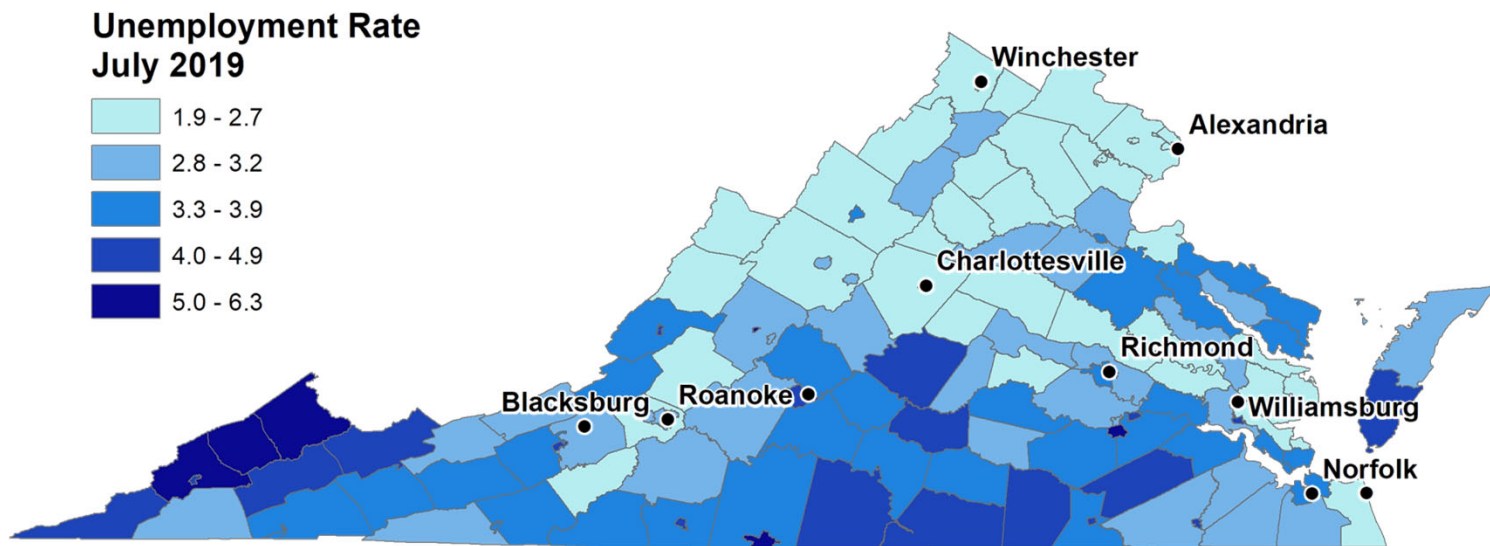 Unemployment Rate
July 2019
1.9 - 2.7
2.8 - 3.2
3.3 - 3.9
4.0 - 4.9
5.0 - 6.3
Winchester
Alexandria
Charlottesville
Richmond
Blacksburg
Roanoke
Williamsburg
Norfolk